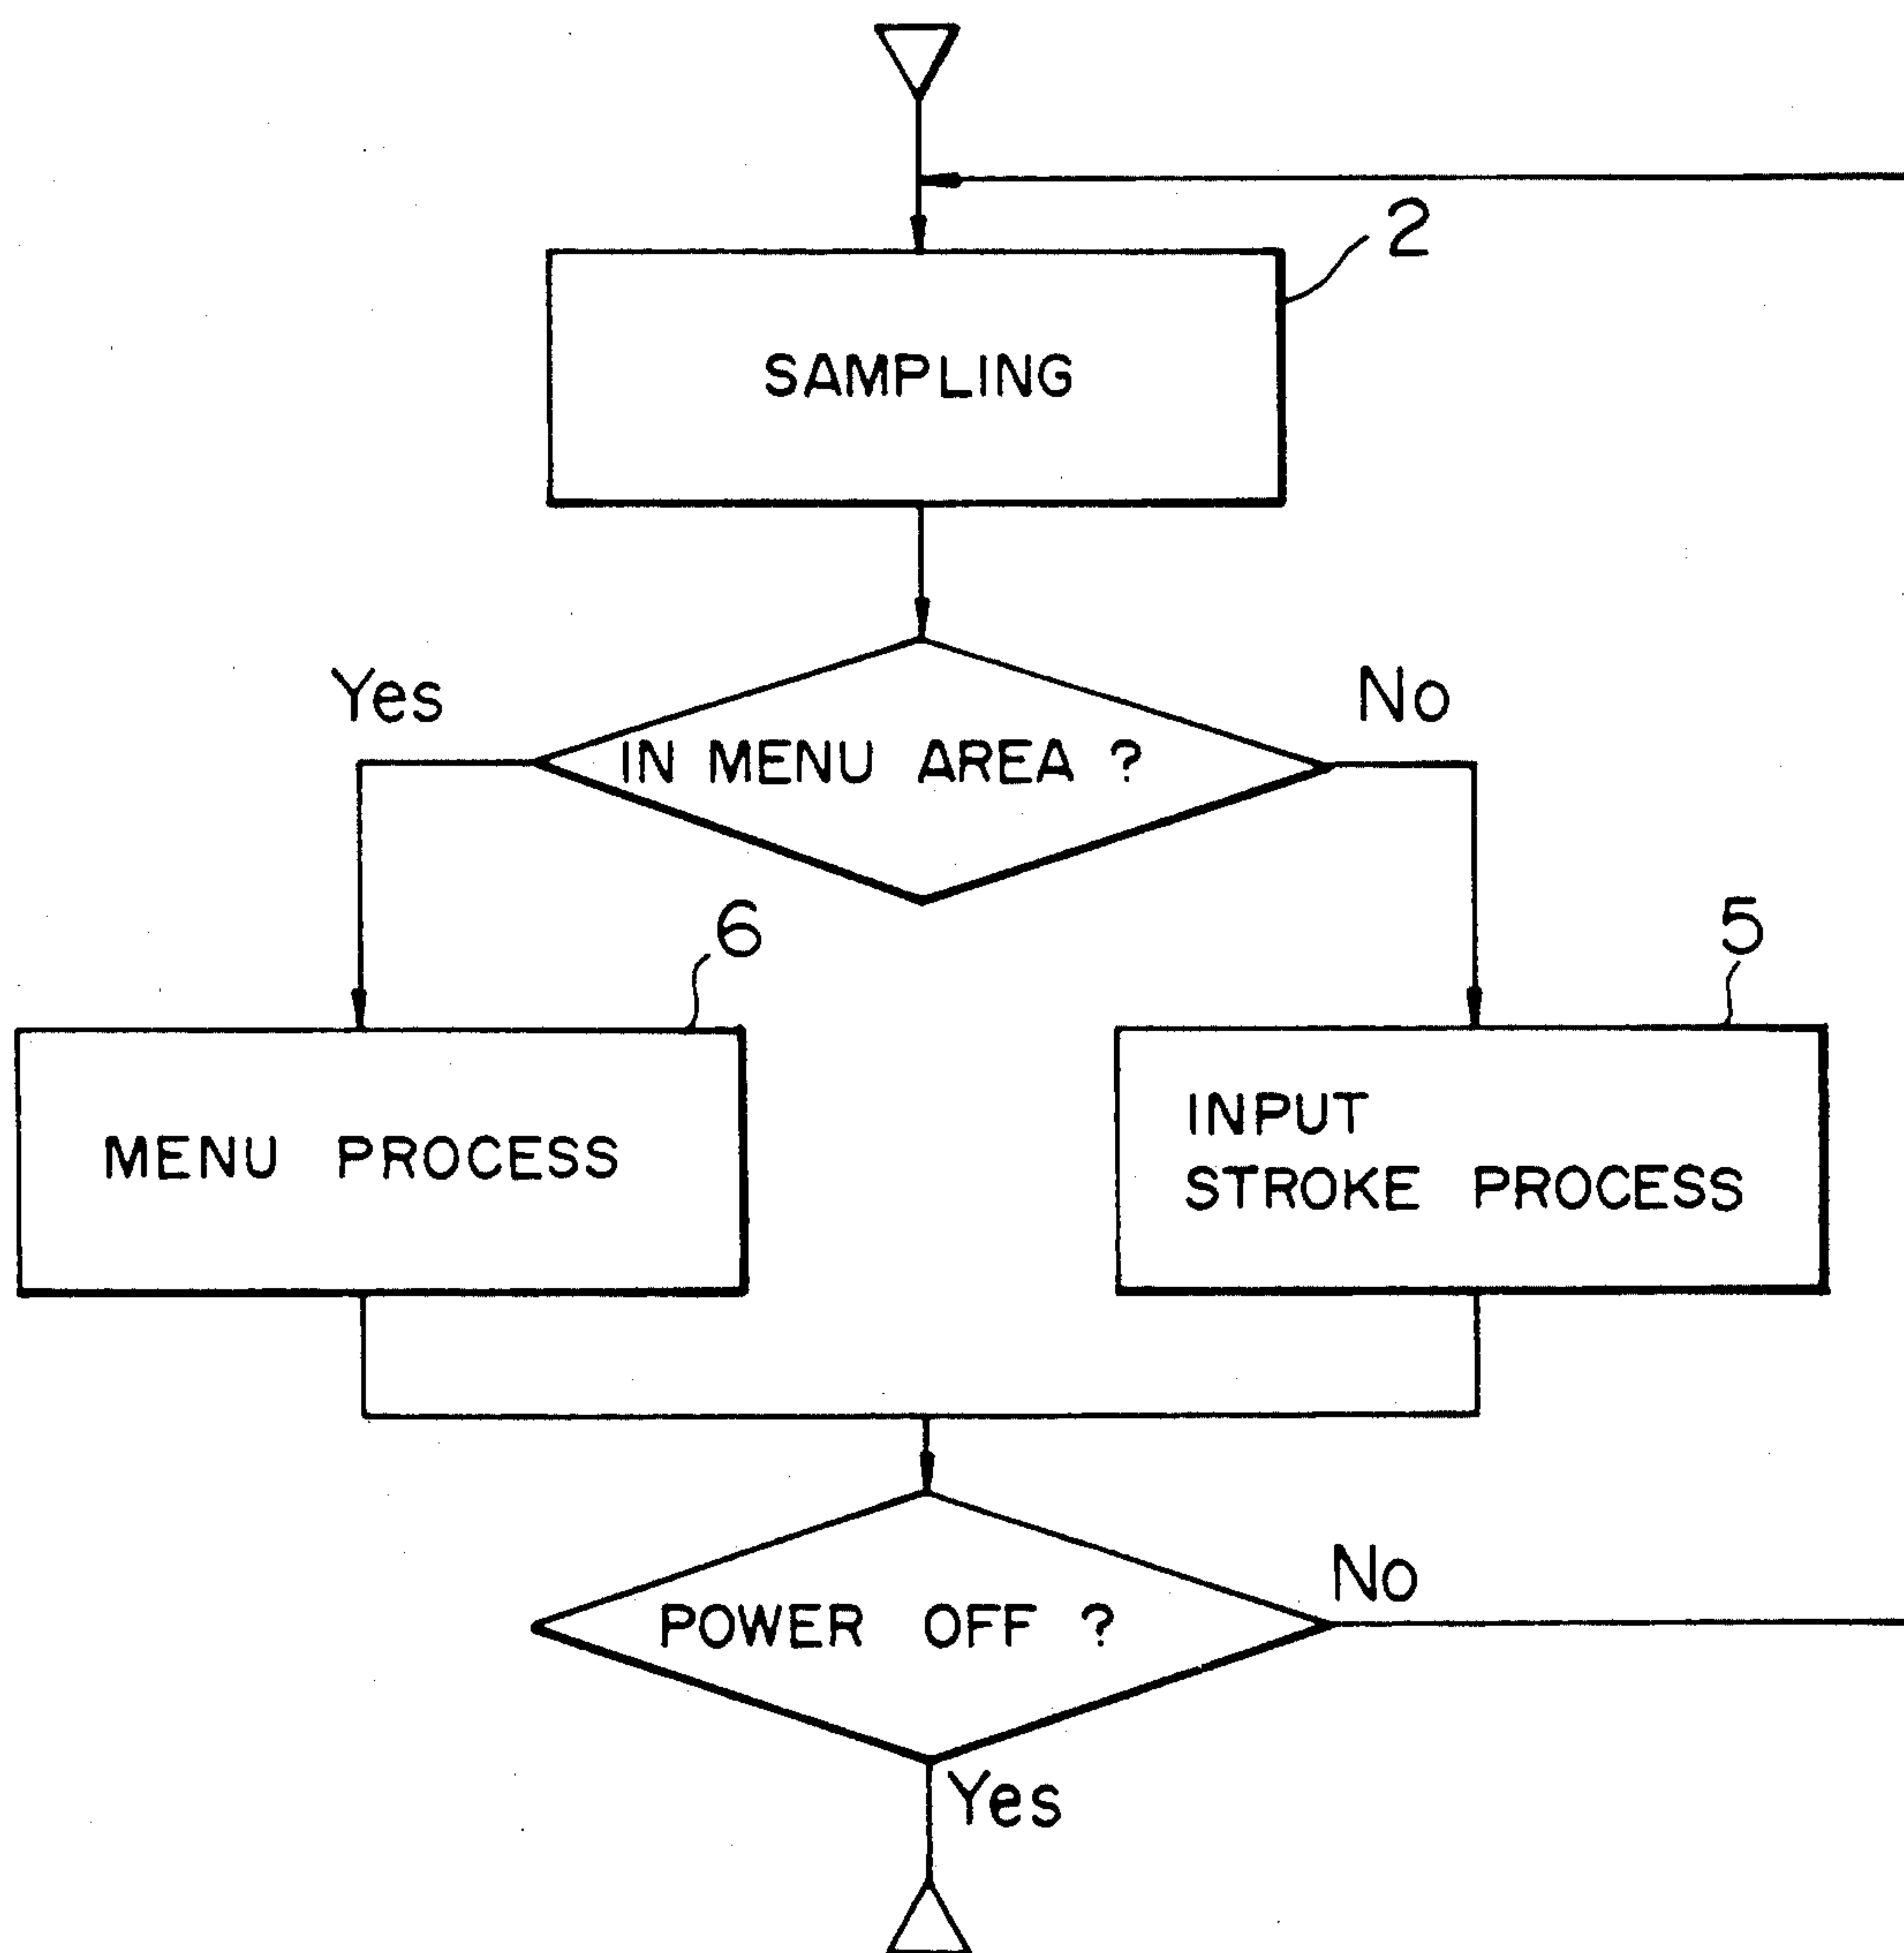 2
SAMPLING
Yes
No
IN MENU AREA ?
6
5
MENU PROCESS
INPUT
STROKE PROCESS
No
POWER OFF ?
Yes